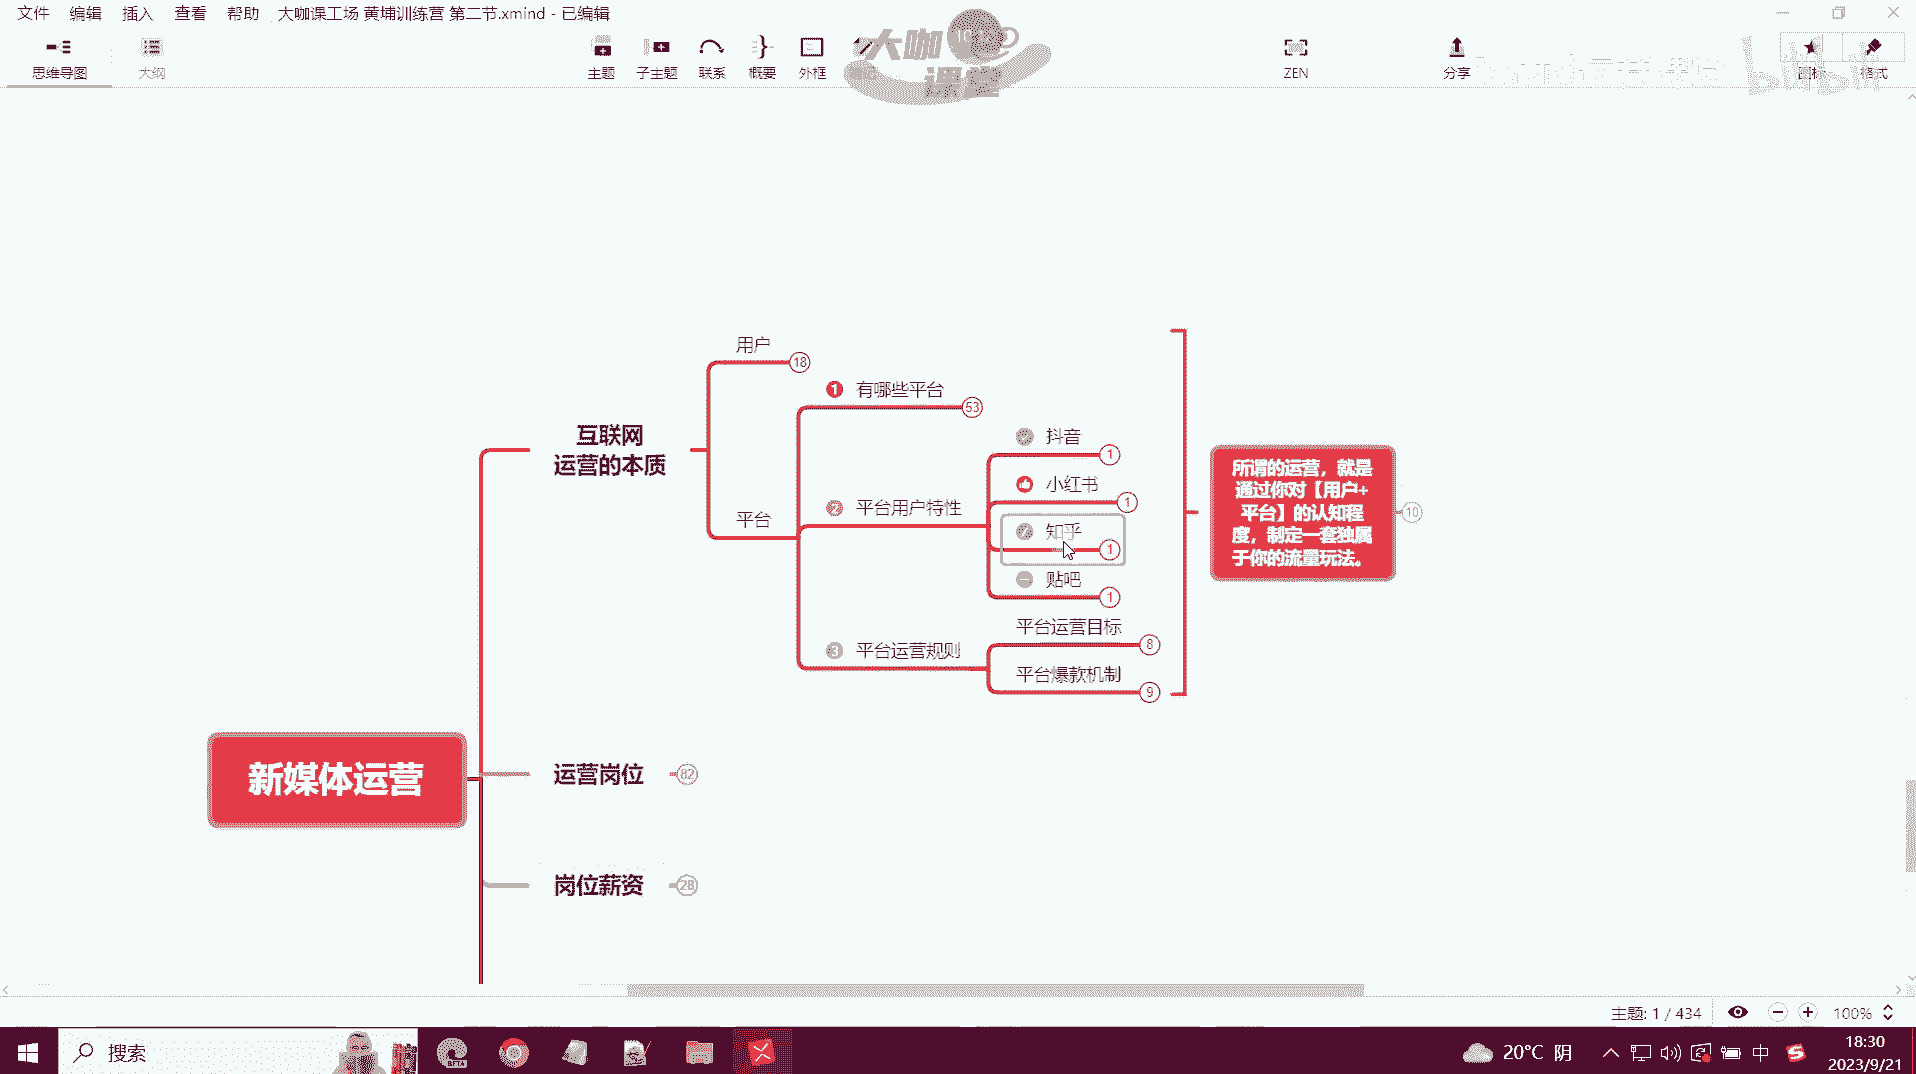 文件 编辑 插入 查看 帮助 大咖课工场 黄埔训练营 第二节.xmind - 已编辑
思维导图 大纲 主题 子主题 联系 概要 外框 ZEN 分享 图标 格式
大咖
课堂
bilibili
用户
18
1 有哪些平台
53
抖音
1
互联网
运营的本质
小红书
1
2 平台用户特性
平台
知乎
1
贴吧
1
平台运营目标
8
3 平台运营规则
平台爆款机制
9
所谓的运营，就是
通过你对【用户+
平台】的认知程
度，制定一套独属
于你的流量玩法。
10
新媒体运营
运营岗位
82
岗位薪资
28
主题: 1 / 434 100%
搜索
BETA
20°C 阴
中
18:30
2023/9/21